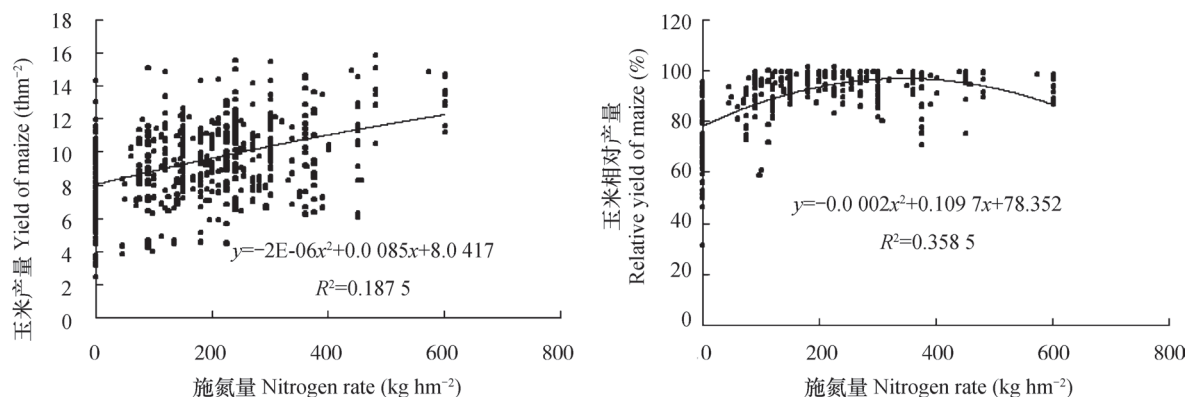 玉米产量 Yield of maize (thm⁻²)
18
16
14
12
10
8
6
4
2
0
y=−2E-06x²+0.0 085x+8.0 417
R²=0.187 5
0 200 400 600 800
施氮量 Nitrogen rate (kg hm⁻²)
玉米相对产量
Relative yield of maize (%)
120
100
80
60
40
20
0
y=−0.0 002x²+0.109 7x+78.352
R²=0.358 5
0 200 400 600 800
施氮量 Nitrogen rate (kg hm⁻²)